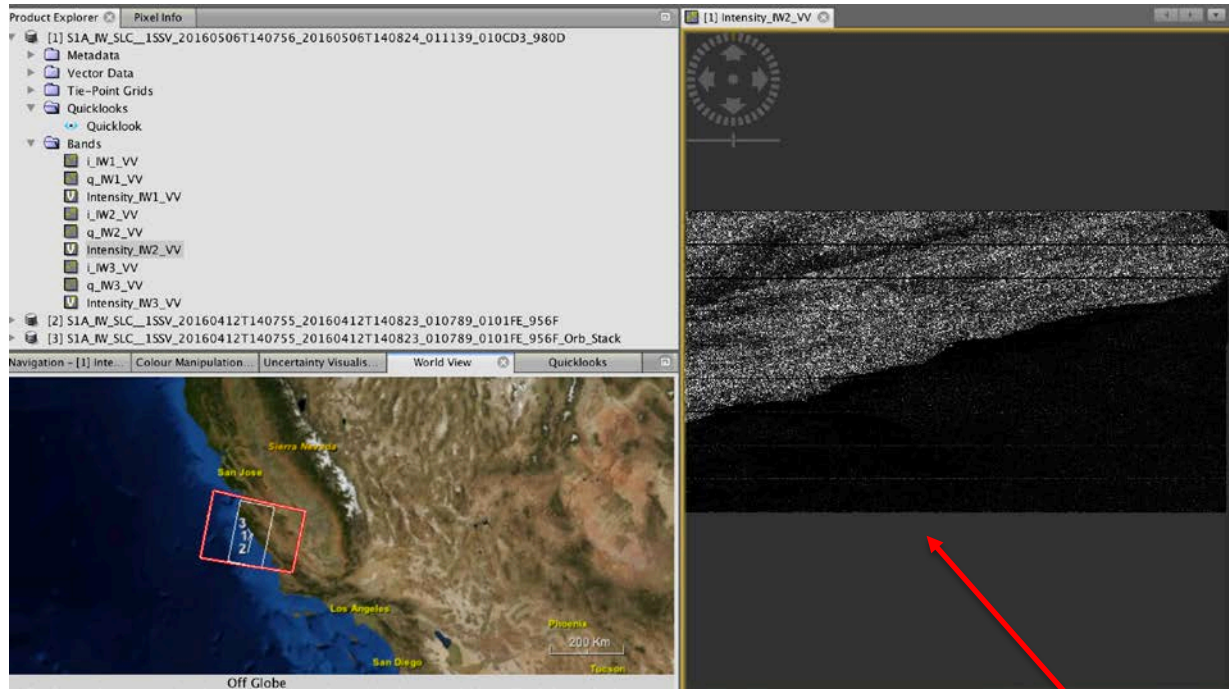 Product Explorer Pixel Info
[1] S1A_IW_SLC__1SSV_20160506T140756_20160506T140824_011139_010CD3_980D
Metadata
Vector Data
Tie-Point Grids
Quicklooks
Quicklook
Bands
i_IW1_VV
q_IW1_VV
Intensity_IW1_VV
i_IW2_VV
q_IW2_VV
Intensity_IW2_VV
i_IW3_VV
q_IW3_VV
Intensity_IW3_VV
[2] S1A_IW_SLC__1SSV_20160412T140755_20160412T140823_010789_0101FE_956F
[3] S1A_IW_SLC__1SSV_20160412T140755_20160412T140823_010789_0101FE_956F_Orb_Stack
Navigation - [1] Inte... Colour Manipulation... Uncertainty Visualis... World View Quicklooks
Sierra Nevada
San Jose
3
1
2
Los Angeles
Phoenix
200 Km
San Diego
Tucson
Off Globe
[1] Intensity_IW2_VV